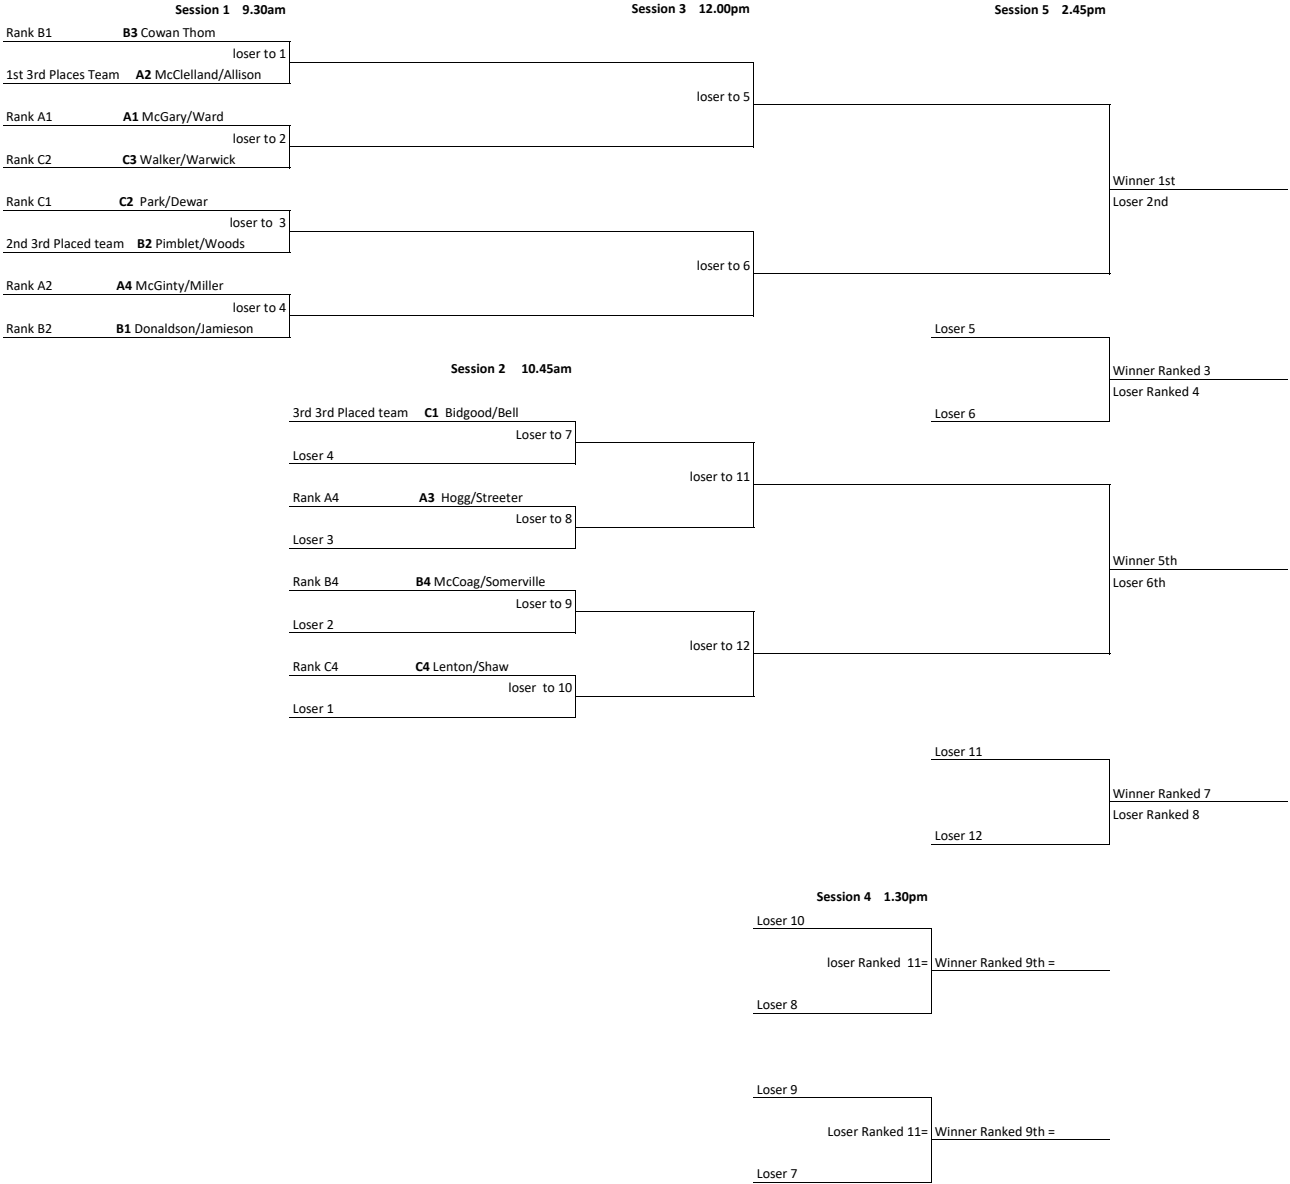 Session 1 9.30am
Session 3 12.00pm
Session 5 2.45pm
Rank B1 B3 Cowan Thom
loser to 1
1st 3rd Places Team A2 McClelland/Allison
loser to 5
Rank A1 A1 McGary/Ward
loser to 2
Rank C2 C3 Walker/Warwick
Winner 1st
Loser 2nd
Rank C1 C2 Park/Dewar
loser to 3
2nd 3rd Placed team B2 Pimblet/Woods
loser to 6
Rank A2 A4 McGinty/Miller
loser to 4
Rank B2 B1 Donaldson/Jamieson
Loser 5
Winner Ranked 3
Loser Ranked 4
Loser 6
Session 2 10.45am
3rd 3rd Placed team C1 Bidgood/Bell
Loser to 7
Loser 4
loser to 11
Rank A4 A3 Hogg/Streeter
Loser to 8
Loser 3
Winner 5th
Loser 6th
Rank B4 B4 McCoag/Somerville
Loser to 9
Loser 2
loser to 12
Rank C4 C4 Lenton/Shaw
loser to 10
Loser 1
Loser 11
Winner Ranked 7
Loser Ranked 8
Loser 12
Session 4 1.30pm
Loser 10
loser Ranked 11= Winner Ranked 9th =
Loser 8
Loser 9
Loser Ranked 11= Winner Ranked 9th =
Loser 7